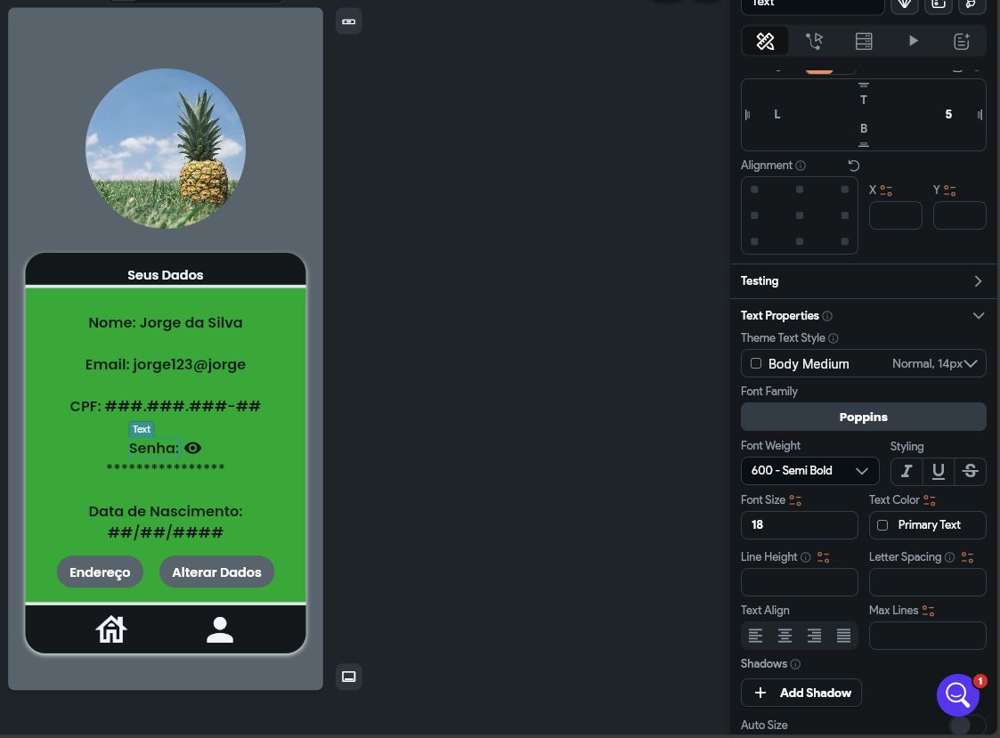 Text
L
T
B
5
Alignment
X
Y
Testing
Text Properties
Theme Text Style
Body Medium
Normal, 14px
Font Family
Poppins
Font Weight
Styling
600 - Semi Bold
I U S
Font Size
Text Color
18
Primary Text
Line Height
Letter Spacing
Text Align
Max Lines
Shadows
+ Add Shadow
1
Auto Size
Seus Dados
Nome: Jorge da Silva
Email: jorge123@jorge
CPF: ###.###.###-##
Text
Senha:
****************
Data de Nascimento:
##/##/####
Endereço
Alterar Dados